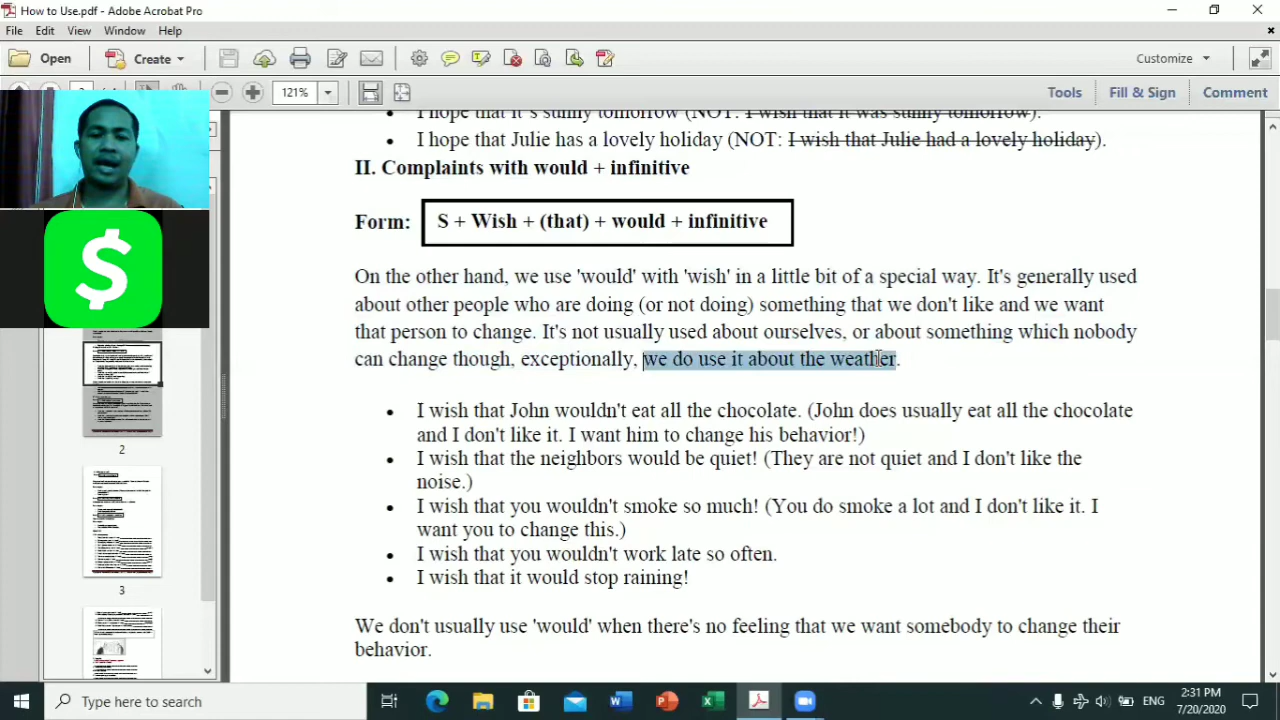 How to Use.pdf - Adobe Acrobat Pro
File Edit View Window Help
Open Create Customize
121% Tools Fill & Sign Comment
I hope that it's sunny tomorrow (NOT: I wish that it was sunny tomorrow).
• I hope that Julie has a lovely holiday (NOT: I wish that Julie had a lovely holiday).
II. Complaints with would + infinitive
Form: S + Wish + (that) + would + infinitive
On the other hand, we use 'would' with 'wish' in a little bit of a special way. It's generally used
about other people who are doing (or not doing) something that we don't like and we want
that person to change. It's not usually used about ourselves, or about something which nobody
can change though, exceptionally, we do use it about the weather.
• I wish that John wouldn't eat all the chocolate. (John does usually eat all the chocolate
and I don't like it. I want him to change his behavior!)
• I wish that the neighbors would be quiet! (They are not quiet and I don't like the
noise.)
• I wish that you wouldn't smoke so much! (You do smoke a lot and I don't like it. I
want you to change this.)
• I wish that you wouldn't work late so often.
• I wish that it would stop raining!
We don't usually use 'would' when there's no feeling that we want somebody to change their
behavior.
$
2
3
Type here to search
ENG
2:31 PM
7/20/2020